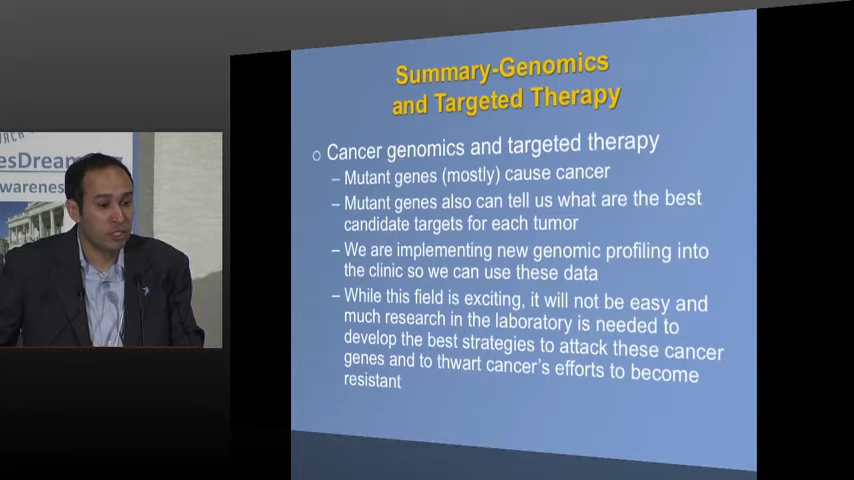 Summary-Genomics
and Targeted Therapy
Cancer genomics and targeted therapy
– Mutant genes (mostly) cause cancer
– Mutant genes also can tell us what are the best
candidate targets for each tumor
– We are implementing new genomic profiling into
the clinic so we can use these data
– While this field is exciting, it will not be easy and
much research in the laboratory is needed to
develop the best strategies to attack these cancer
genes and to thwart cancer's efforts to become
resistant
esDream
wareness